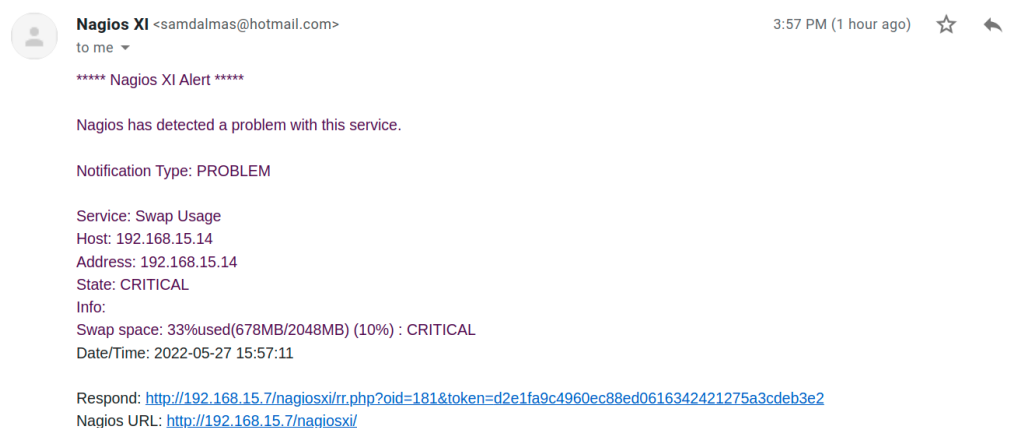 Nagios XI <samdalmas@hotmail.com> 3:57 PM (1 hour ago)
to me
***** Nagios XI Alert *****
Nagios has detected a problem with this service.
Notification Type: PROBLEM
Service: Swap Usage
Host: 192.168.15.14
Address: 192.168.15.14
State: CRITICAL
Info:
Swap space: 33%used(678MB/2048MB) (10%) : CRITICAL
Date/Time: 2022-05-27 15:57:11
Respond: http://192.168.15.7/nagiosxi/rr.php?oid=181&token=d2e1fa9c4960ec88ed0616342421275a3cdeb3e2
Nagios URL: http://192.168.15.7/nagiosxi/